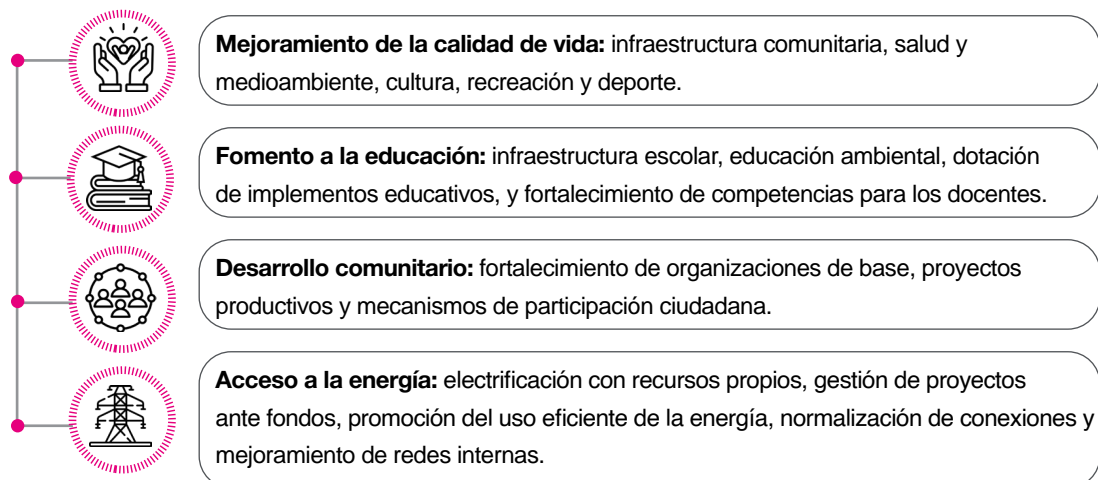 Mejoramiento de la calidad de vida: infraestructura comunitaria, salud y
medioambiente, cultura, recreación y deporte.
Fomento a la educación: infraestructura escolar, educación ambiental, dotación
de implementos educativos, y fortalecimiento de competencias para los docentes.
Desarrollo comunitario: fortalecimiento de organizaciones de base, proyectos
productivos y mecanismos de participación ciudadana.
Acceso a la energía: electrificación con recursos propios, gestión de proyectos
ante fondos, promoción del uso eficiente de la energía, normalización de conexiones y
mejoramiento de redes internas.